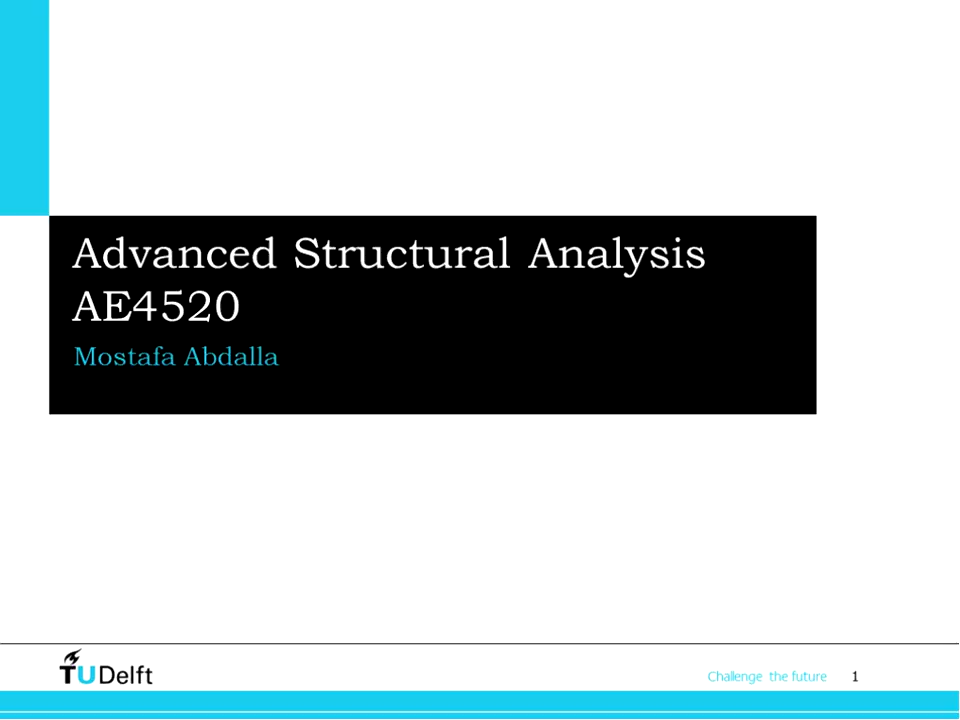 Advanced Structural Analysis
AE4520
Mostafa Abdalla
TUDelft
Challenge the future 1